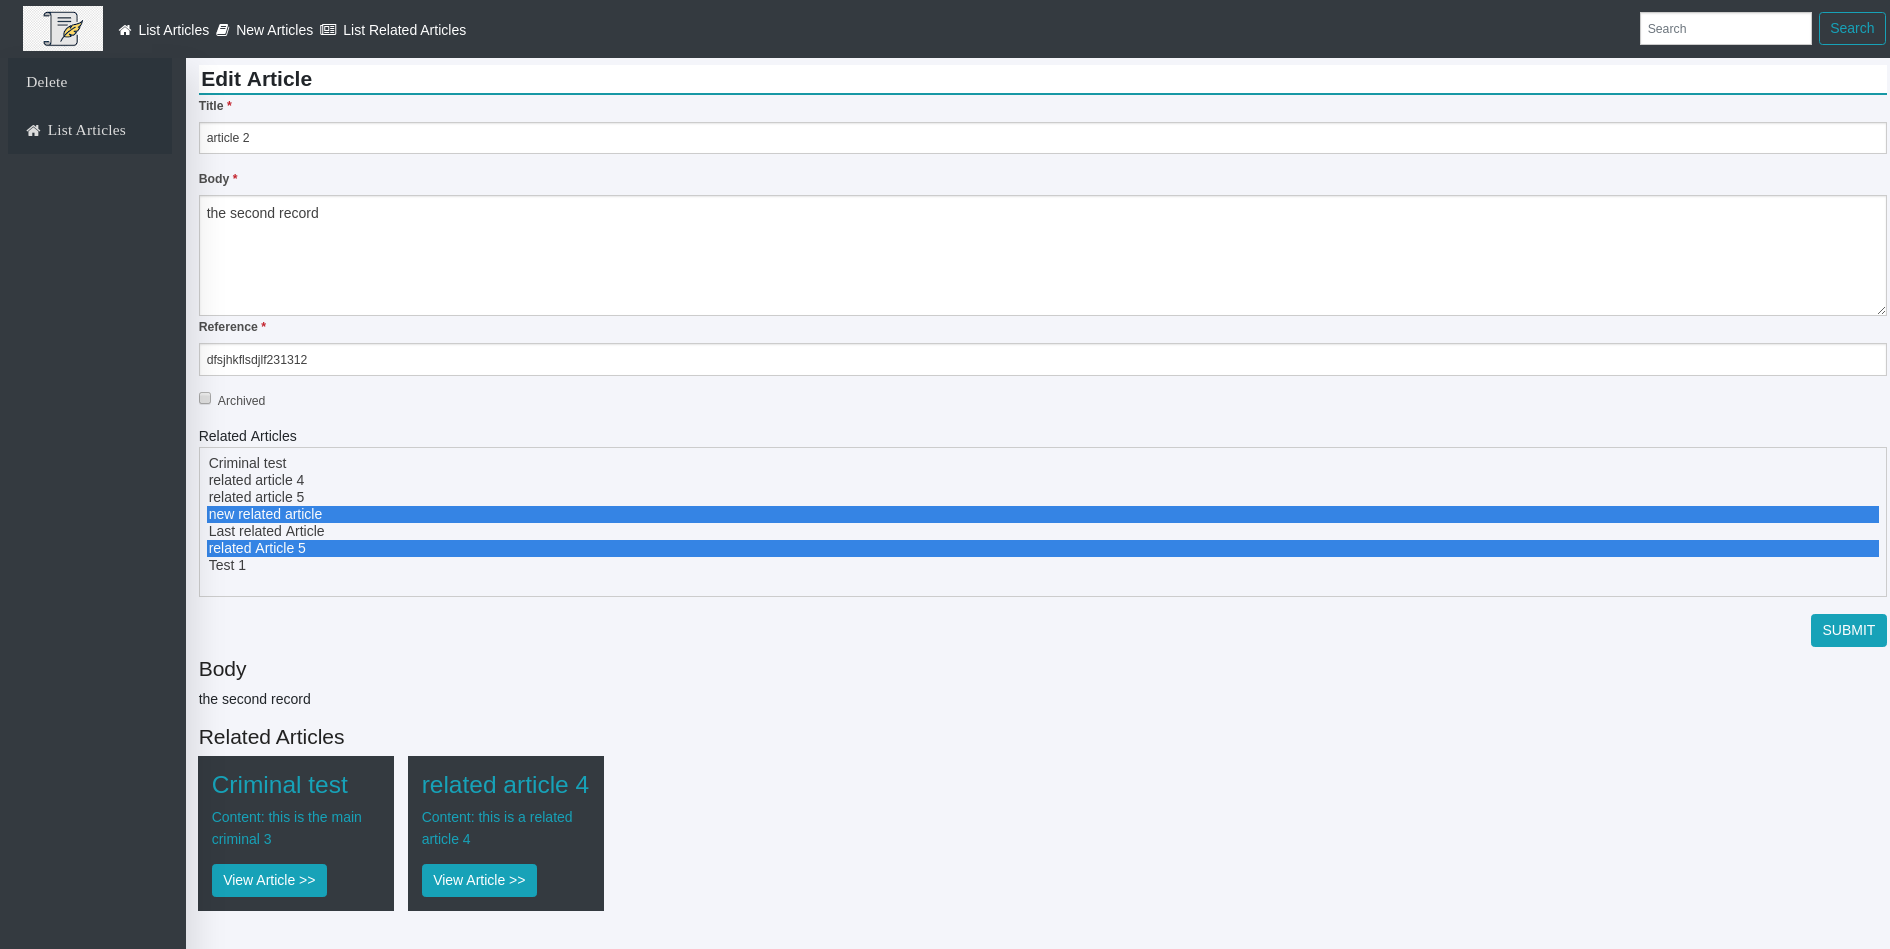 List Articles New Articles List Related Articles Search Search
Delete
List Articles
Edit Article
Title *
article 2
Body *
the second record
Reference *
dfsjhkflsdjlf231312
Archived
Related Articles
Criminal test
related article 4
related article 5
new related article
Last related Article
related Article 5
Test 1
SUBMIT
Body
the second record
Related Articles
Criminal test
Content: this is the main
criminal 3
View Article >>
related article 4
Content: this is a related
article 4
View Article >>